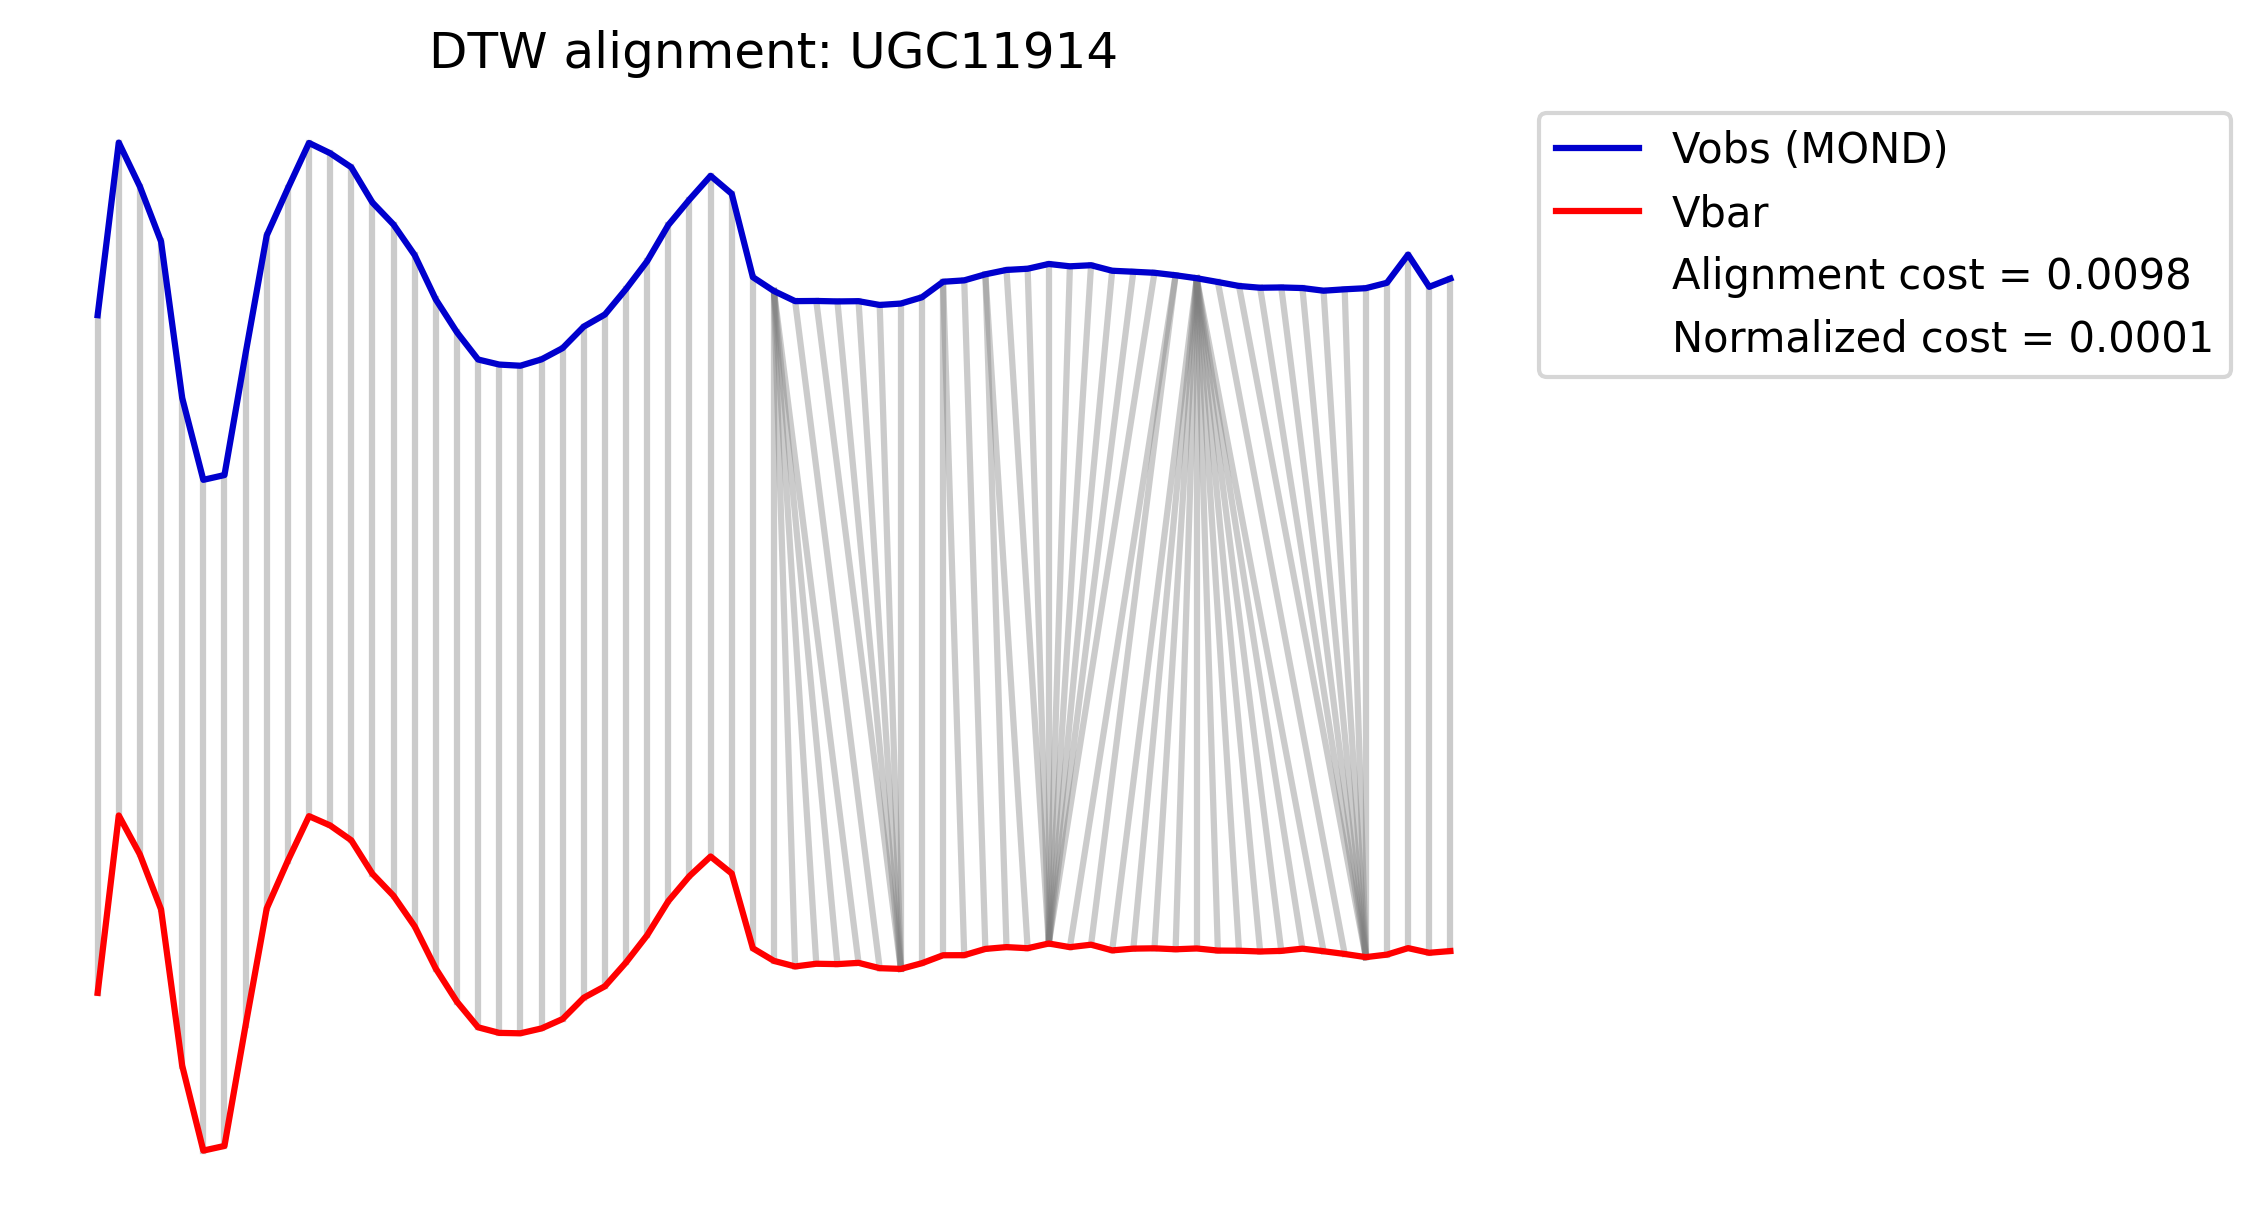 DTW alignment: UGC11914
Vobs (MOND)
Vbar
Alignment cost = 0.0098
Normalized cost = 0.0001